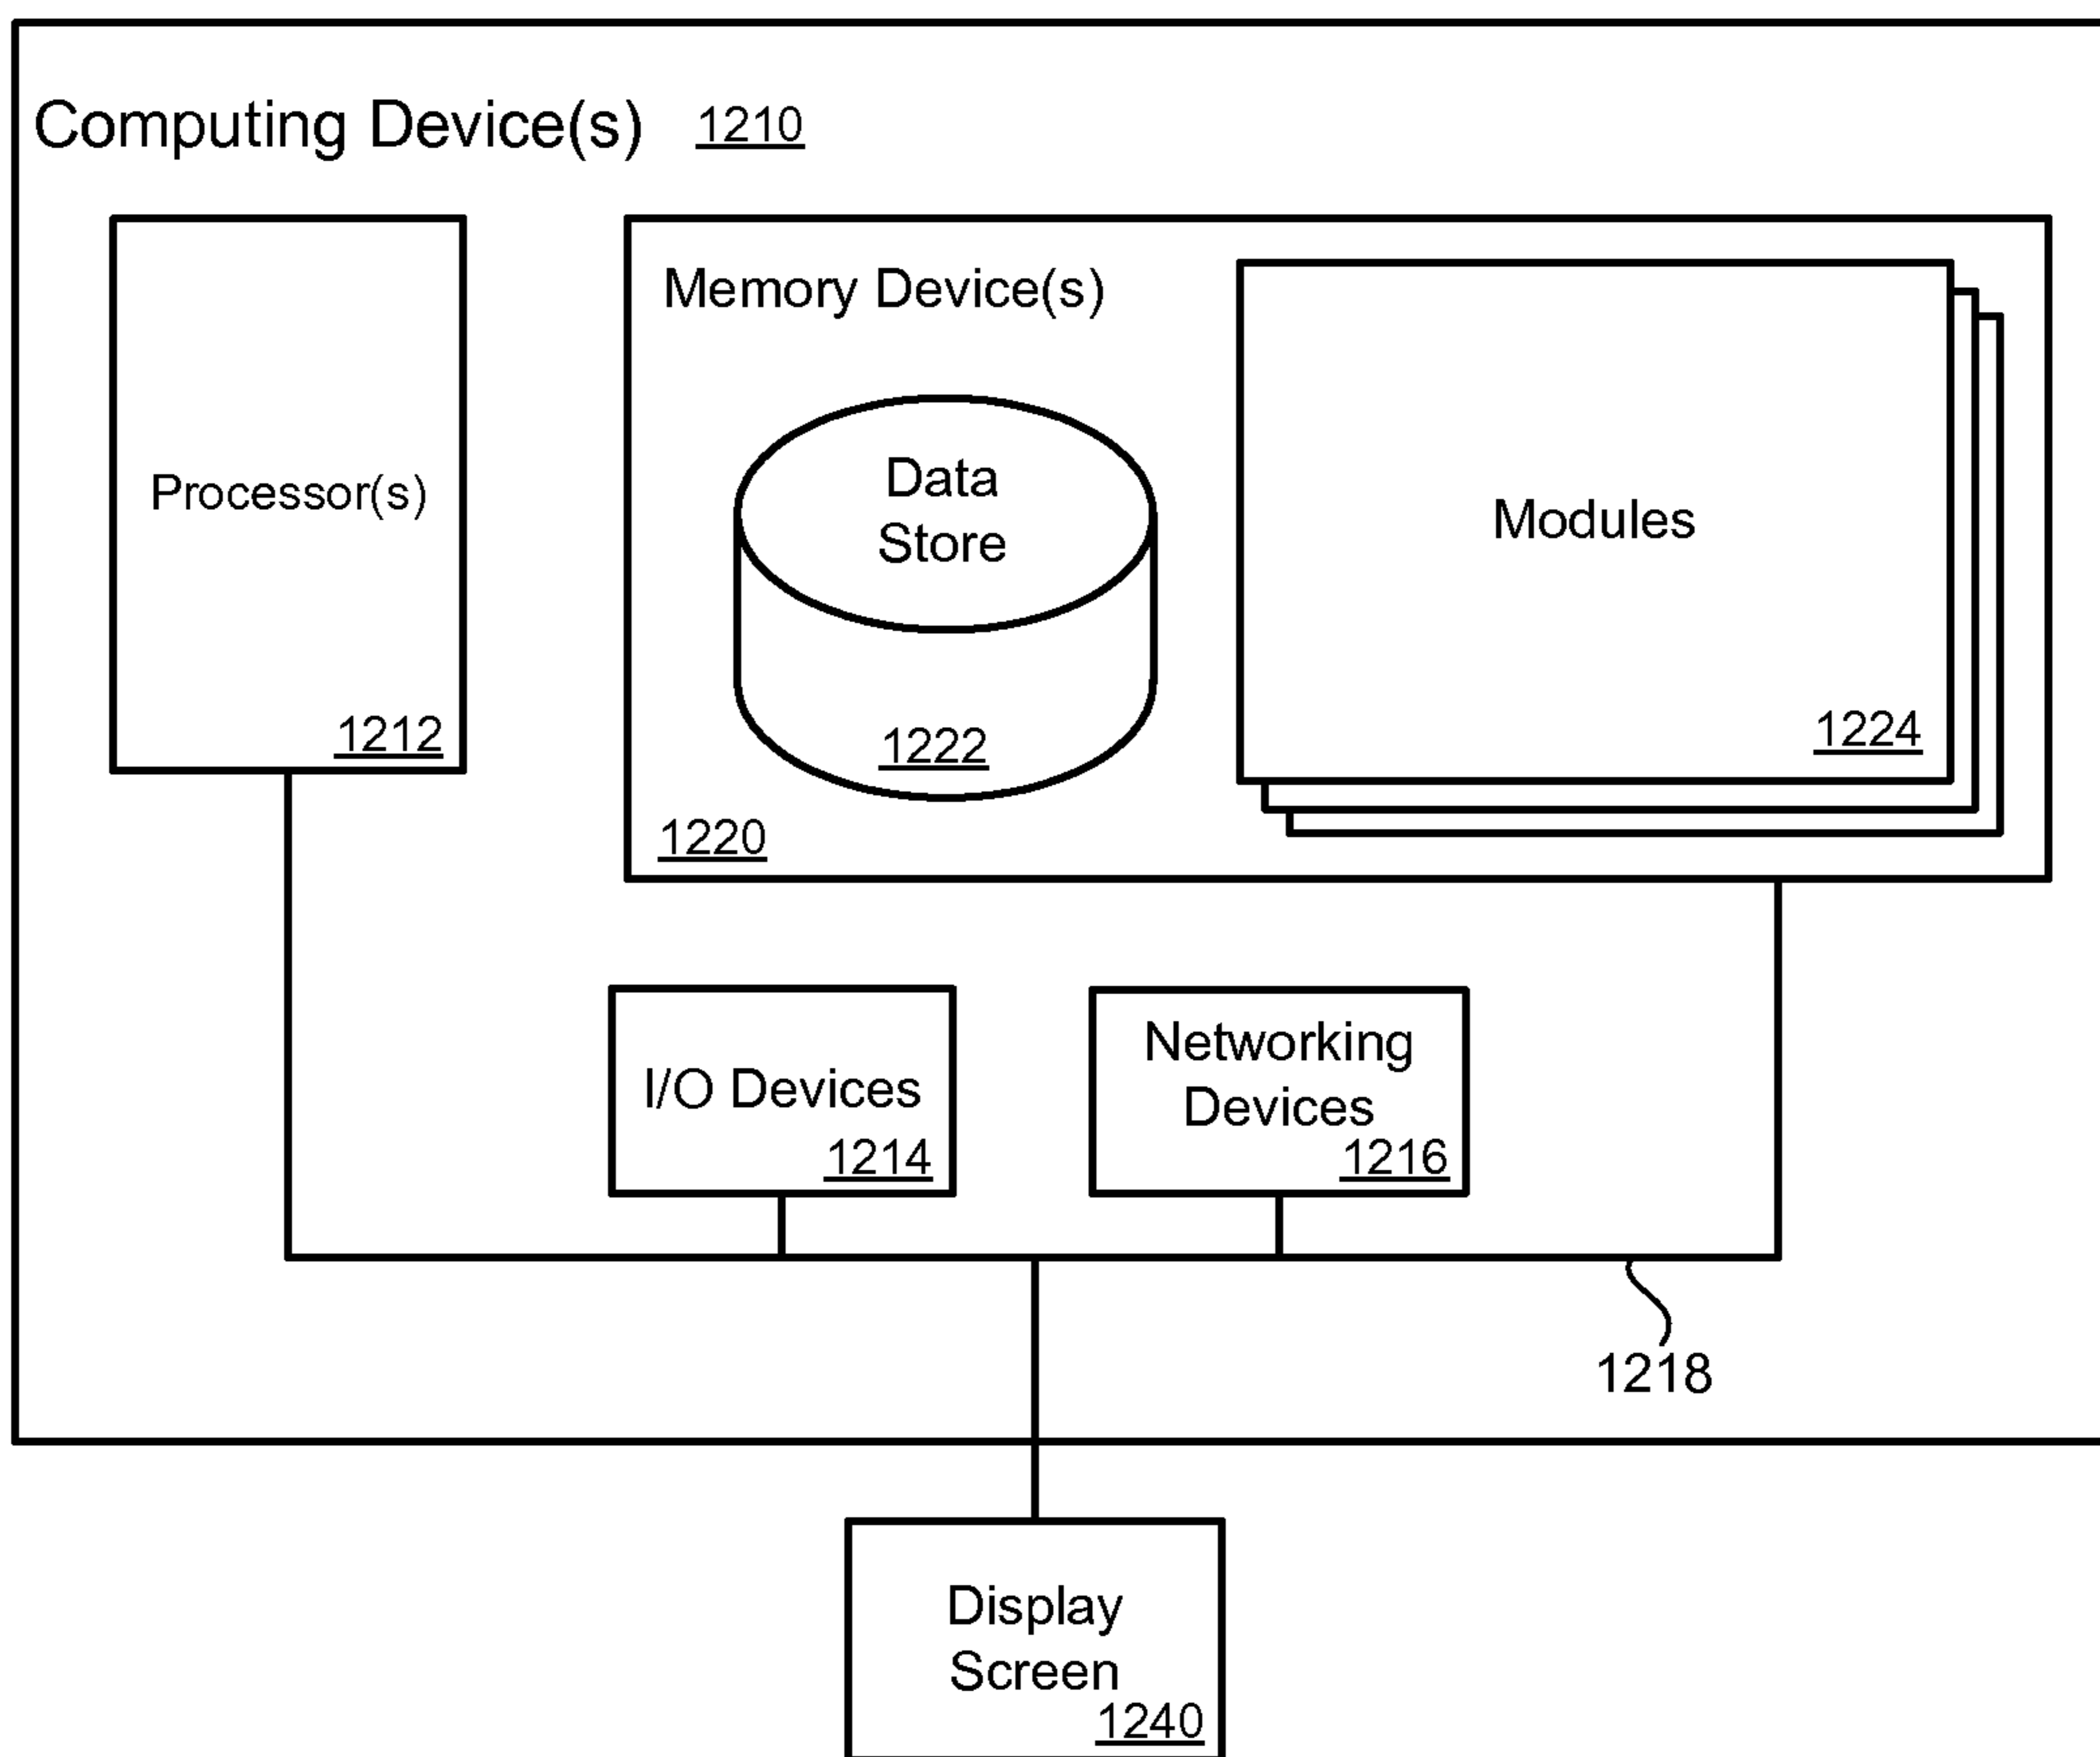 Computing Device(s) 1210
Processor(s)
1212
Memory Device(s)
Data
Store
1222
1220
Modules
1224
I/O Devices
1214
Networking
Devices
1216
1218
Display
Screen
1240